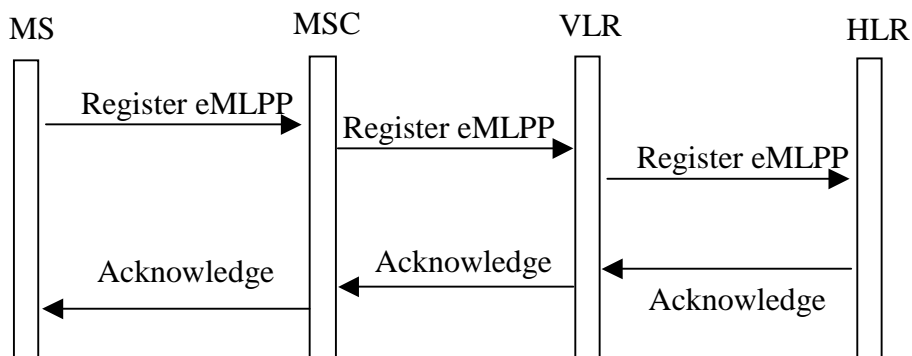 MS
MSC
VLR
HLR
Register eMLPP
Register eMLPP
Register eMLPP
Acknowledge
Acknowledge
Acknowledge